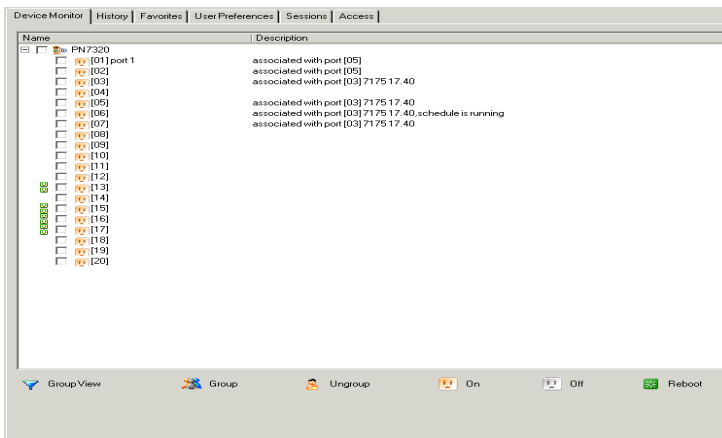 Device Monitor History Favorites User Preferences Sessions Access
Name Description
PN7320
[01] port 1 associated with port [05]
[02] associated with port [05]
[03] associated with port [03] 7175 17.40
[04]
[05] associated with port [03] 7175 17.40
[06] associated with port [03] 7175 17.40,schedule is running
[07] associated with port [03] 7175 17.40
[08]
[09]
[10]
[11]
[12]
[13]
[14]
[15]
[16]
[17]
[18]
[19]
[20]
Group View Group Ungroup On Off Reboot